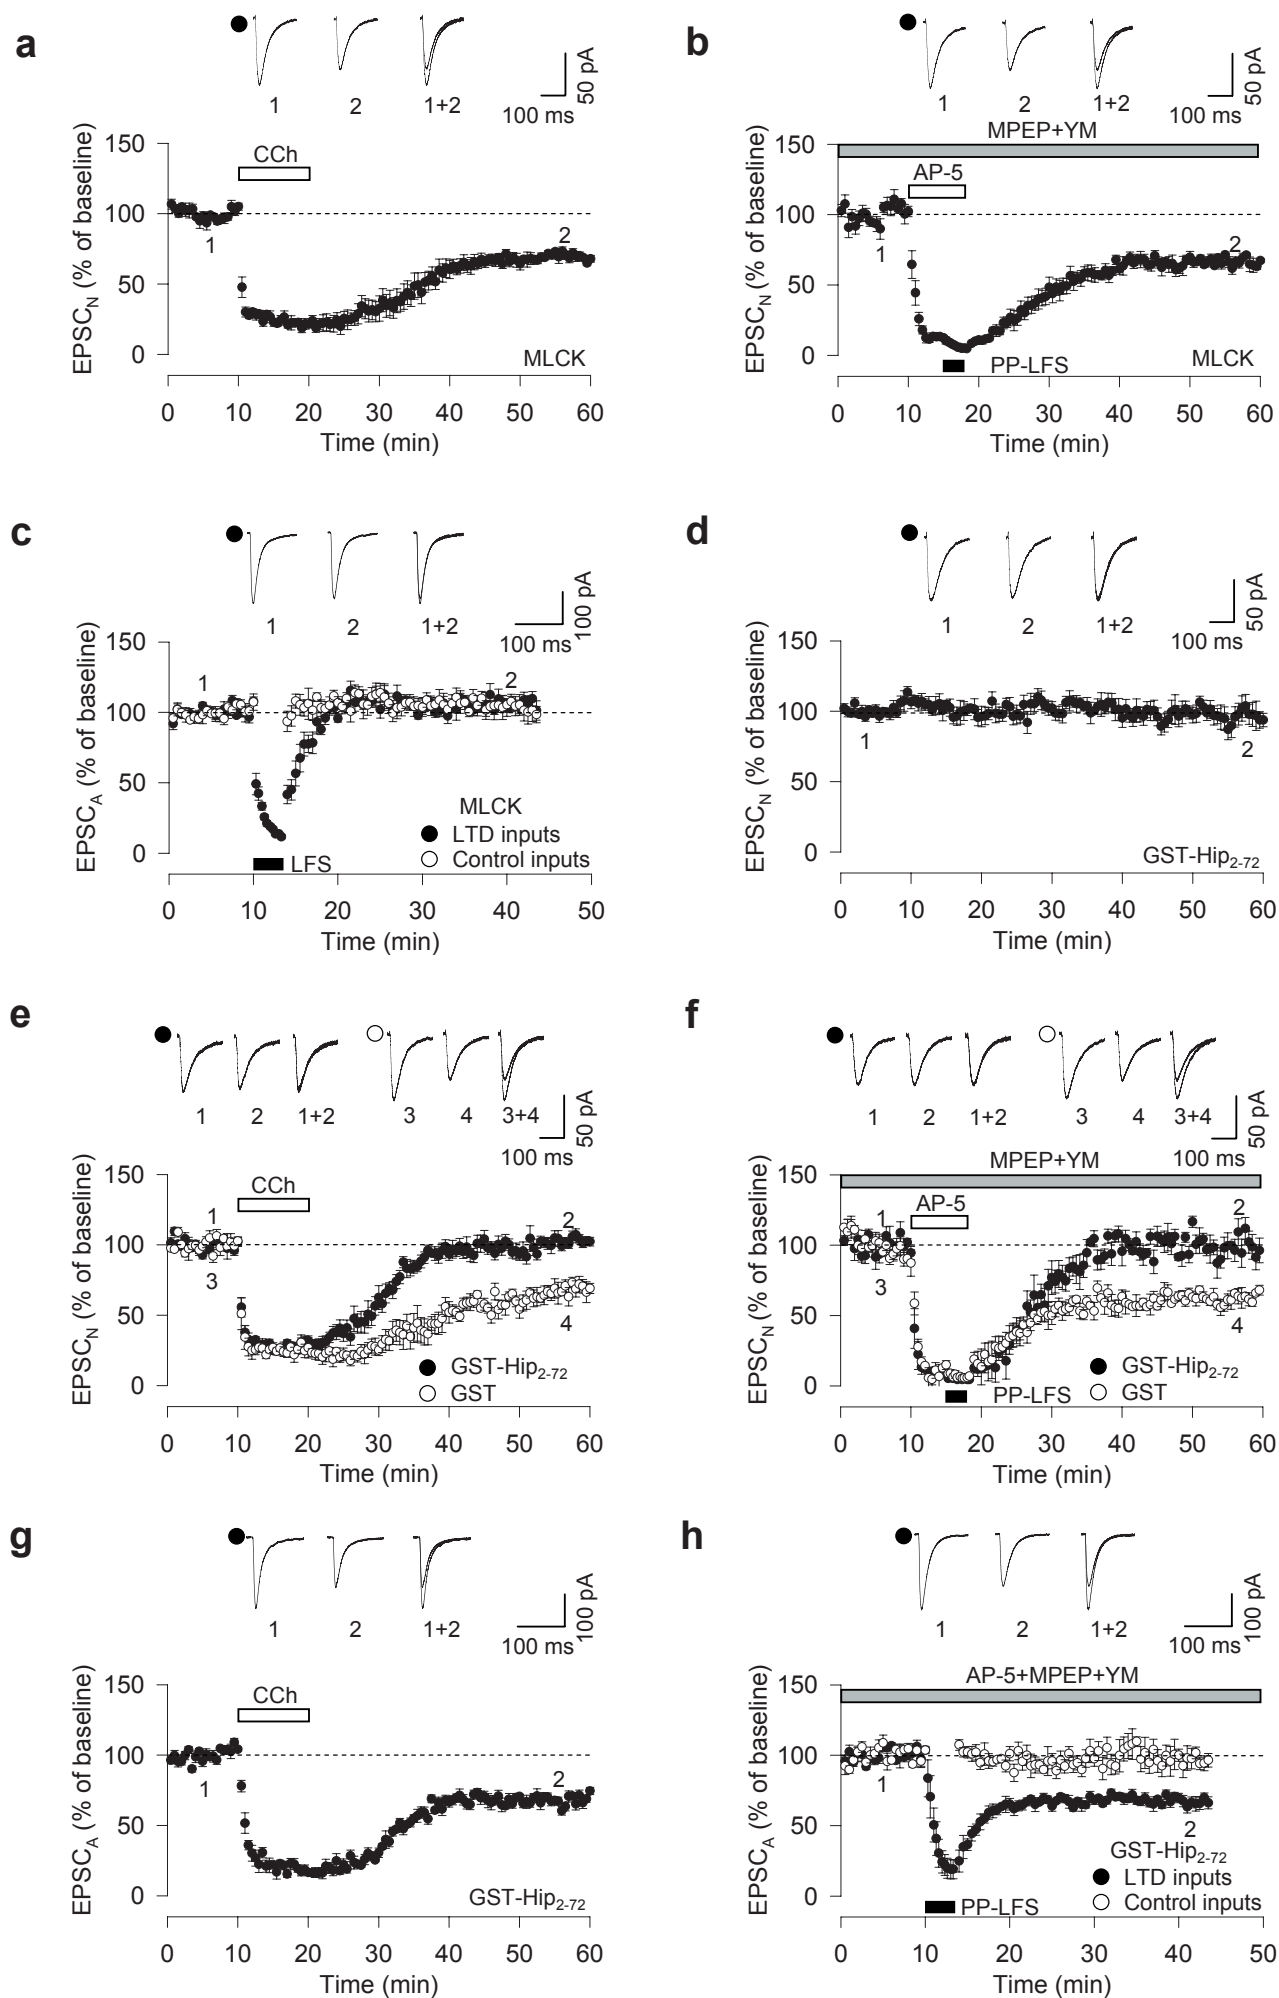 a
1 2 1+2
50 pA
100 ms
EPSCN (% of baseline)
150
100
50
0
CCh
1
2
MLCK
0 10 20 30 40 50 60
Time (min)
b
1 2 1+2
50 pA
100 ms
MPEP+YM
EPSCN (% of baseline)
150
100
50
0
AP-5
1
2
PP-LFS
MLCK
0 10 20 30 40 50 60
Time (min)
c
1 2 1+2
100 pA
100 ms
EPSCA (% of baseline)
150
100
50
0
1
2
MLCK
LTD inputs
Control inputs
LFS
0 10 20 30 40 50
Time (min)
d
1 2 1+2
50 pA
100 ms
EPSCN (% of baseline)
150
100
50
0
1
2
GST-Hip2-72
0 10 20 30 40 50 60
Time (min)
e
1 2 1+2 3 4 3+4
50 pA
100 ms
EPSCN (% of baseline)
150
100
50
0
CCh
1
2
3
4
GST-Hip2-72
GST
0 10 20 30 40 50 60
Time (min)
f
1 2 1+2 3 4 3+4
50 pA
100 ms
MPEP+YM
EPSCN (% of baseline)
150
100
50
0
AP-5
1
2
3
4
GST-Hip2-72
GST
PP-LFS
0 10 20 30 40 50 60
Time (min)
g
1 2 1+2
100 pA
100 ms
EPSCA (% of baseline)
150
100
50
0
CCh
1
2
GST-Hip2-72
0 10 20 30 40 50 60
Time (min)
h
1 2 1+2
100 pA
100 ms
AP-5+MPEP+YM
EPSCA (% of baseline)
150
100
50
0
1
2
GST-Hip2-72
LTD inputs
Control inputs
PP-LFS
0 10 20 30 40 50
Time (min)